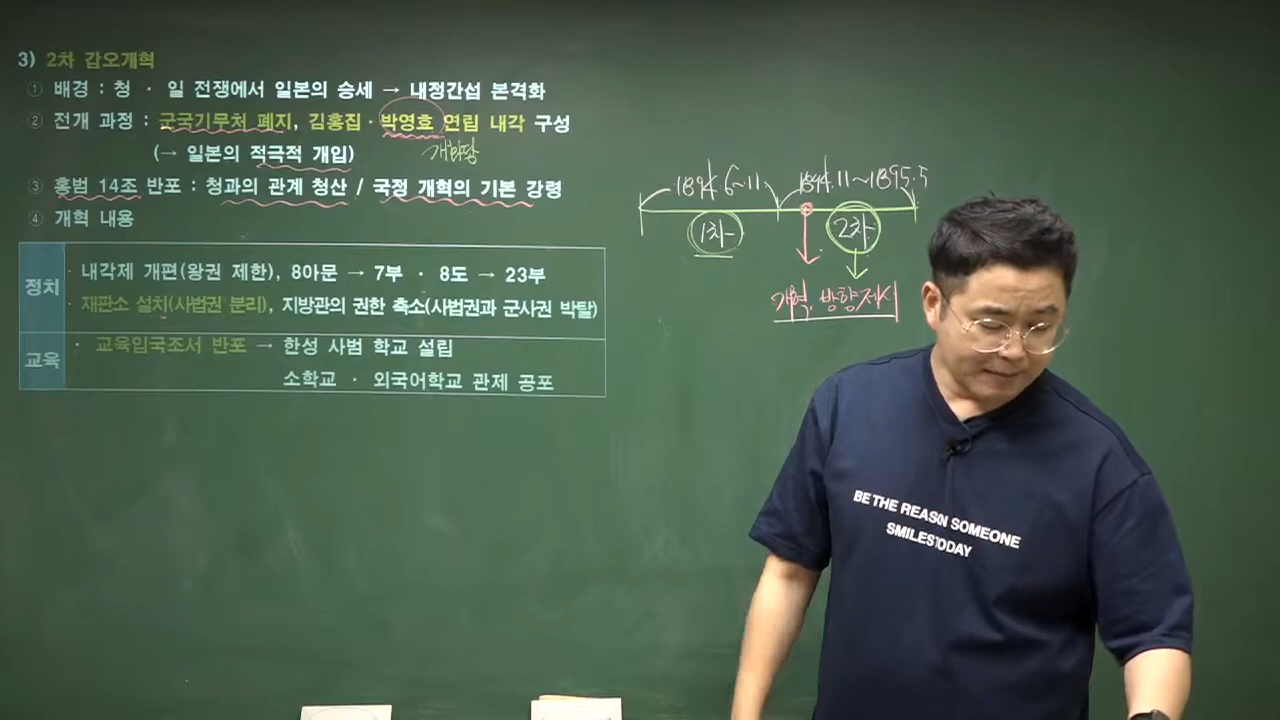 3) 2차 갑오개혁
① 배경 : 청 · 일 전쟁에서 일본의 승세 → 내정간섭 본격화
② 전개 과정 : 군국기무처 폐지, 김홍집 · 박영효 연립 내각 구성
(→ 일본의 적극적 개입)
개화당
③ 홍범 14조 반포 : 청과의 관계 청산 / 국정 개혁의 기본 강령
④ 개혁 내용
정치
· 내각제 개편(왕권 제한), 8아문 → 7부 · 8도 → 23부
· 재판소 설치(사법권 분리), 지방관의 권한 축소(사법권과 군사권 박탈)
교육
· 교육입국조서 반포 → 한성 사범 학교 설립
소학교 · 외국어학교 관제 공포
1894.6~11
1894.11~1895.5
1차
2차
개혁 방향제시
BE THE REASON SOMEONE
SMILES TODAY